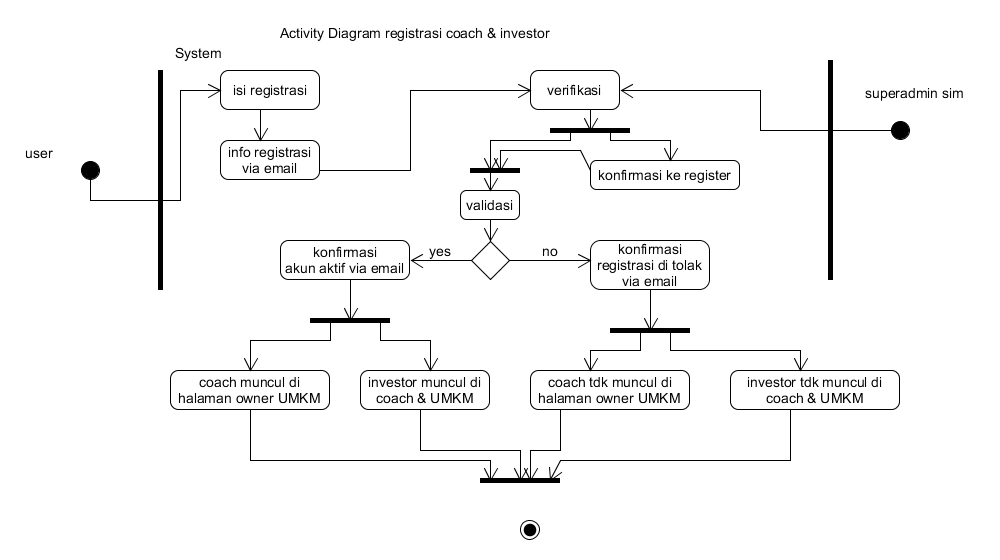 Activity Diagram registrasi coach & investor
System
user
superadmin sim
isi registrasi
verifikasi
info registrasi
via email
konfirmasi ke register
validasi
yes
no
konfirmasi
akun aktif via email
konfirmasi
registrasi di tolak
via email
coach muncul di
halaman owner UMKM
investor muncul di
coach & UMKM
coach tdk muncul di
halaman owner UMKM
investor tdk muncul di
coach & UMKM